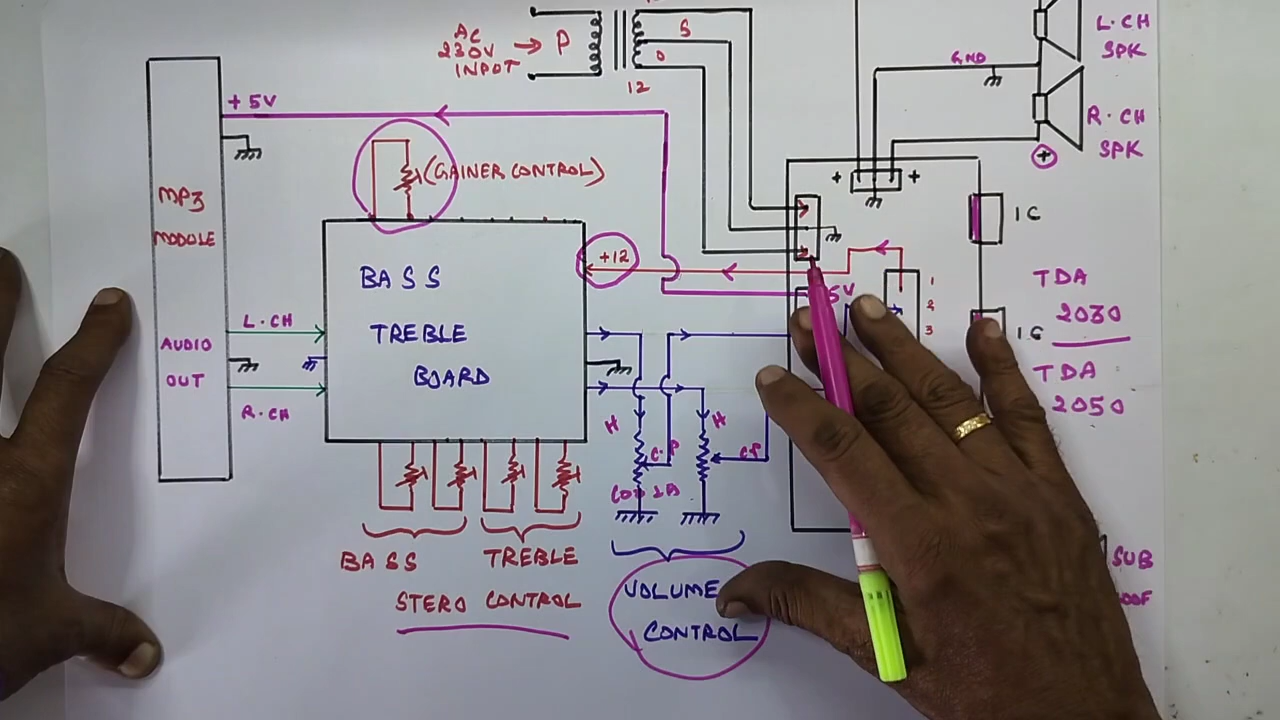 AC
230V
INPUT
P
S
0
12
L.CH
SPK
GND
R.CH
SPK
+
+5V
(GAINER CONTROL)
+
+
IC
MP3
MODULE
+12
5V
1
2
3
BASS
TREBLE
BOARD
L.CH
AUDIO
OUT
R.CH
IC
TDA
2030
TDA
2050
H
H
C.P
CP
BASS
TREBLE
STERO CONTROL
VOLUME
CONTROL
SUB